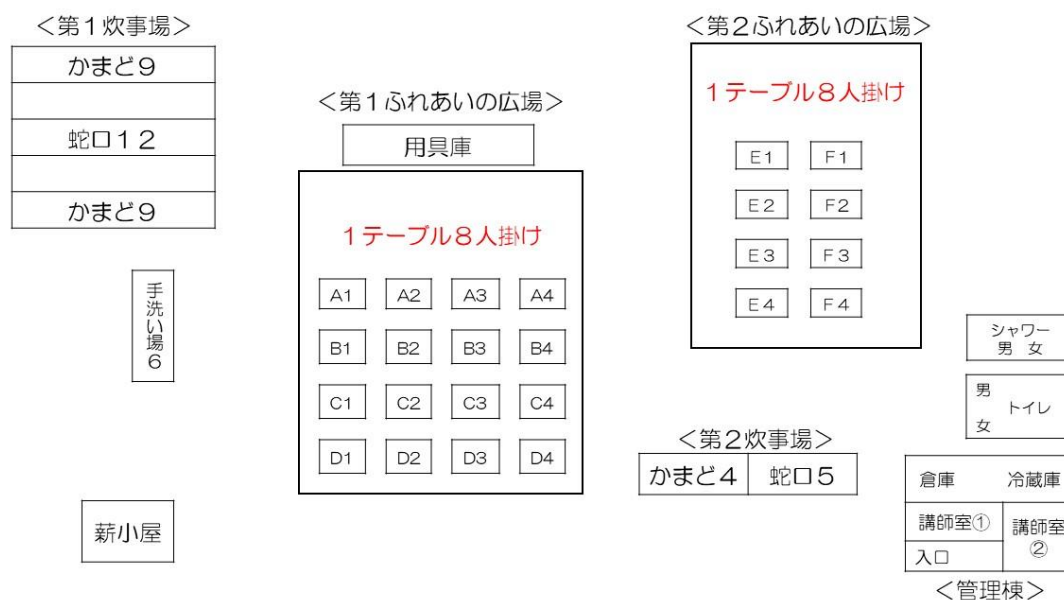 ＜第１炊事場＞
かまど９
蛇口１２
かまど９
手洗い場６
薪小屋
＜第１ふれあいの広場＞
用具庫
１テーブル８人掛け
A1 A2 A3 A4
B1 B2 B3 B4
C1 C2 C3 C4
D1 D2 D3 D4
＜第２ふれあいの広場＞
１テーブル８人掛け
E1 F1
E2 F2
E3 F3
E4 F4
＜第２炊事場＞
かまど４ 蛇口５
シャワー
男 女
男
トイレ
女
倉庫 冷蔵庫
講師室①
講師室
②
入口
＜管理棟＞